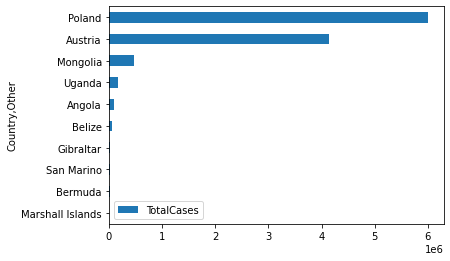 Poland
Austria
Mongolia
Uganda
Angola
Belize
Gibraltar
San Marino
Bermuda
Marshall Islands
Country,Other
TotalCases
0 1 2 3 4 5 6
1e6